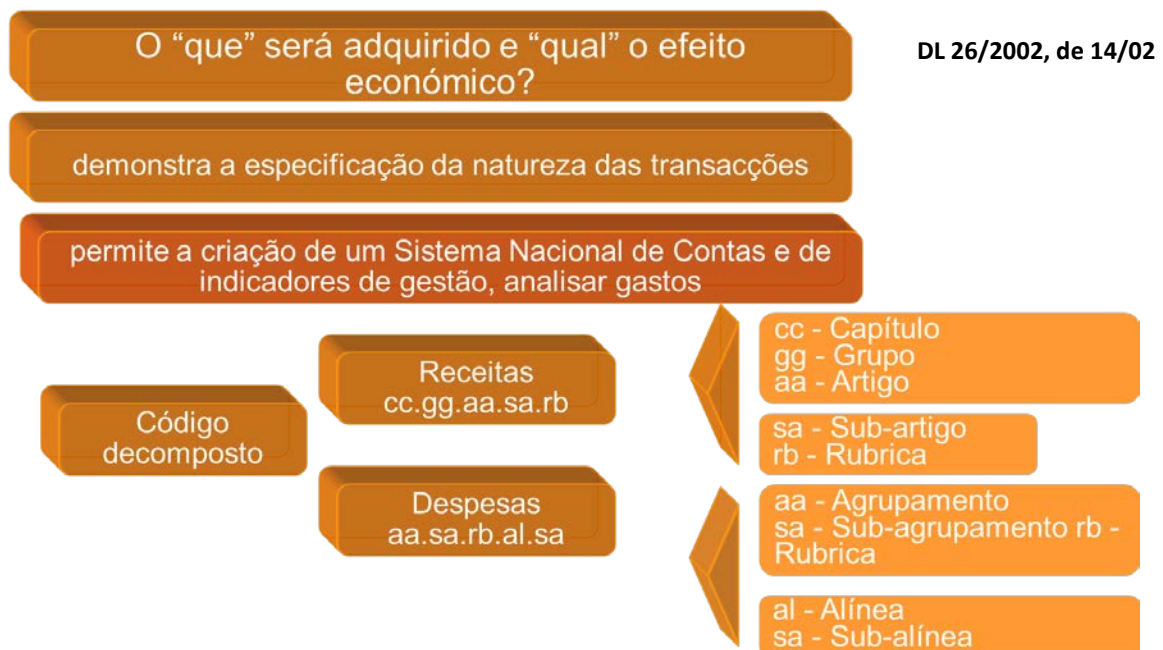 O “que” será adquirido e “qual” o efeito
económico?
DL 26/2002, de 14/02
demonstra a especificação da natureza das transacções
permite a criação de um Sistema Nacional de Contas e de
indicadores de gestão, analisar gastos
Código
decomposto
Receitas
cc.gg.aa.sa.rb
cc - Capítulo
gg - Grupo
aa - Artigo
sa - Sub-artigo
rb - Rubrica
Despesas
aa.sa.rb.al.sa
aa - Agrupamento
sa - Sub-agrupamento rb -
Rubrica
al - Alínea
sa - Sub-alínea